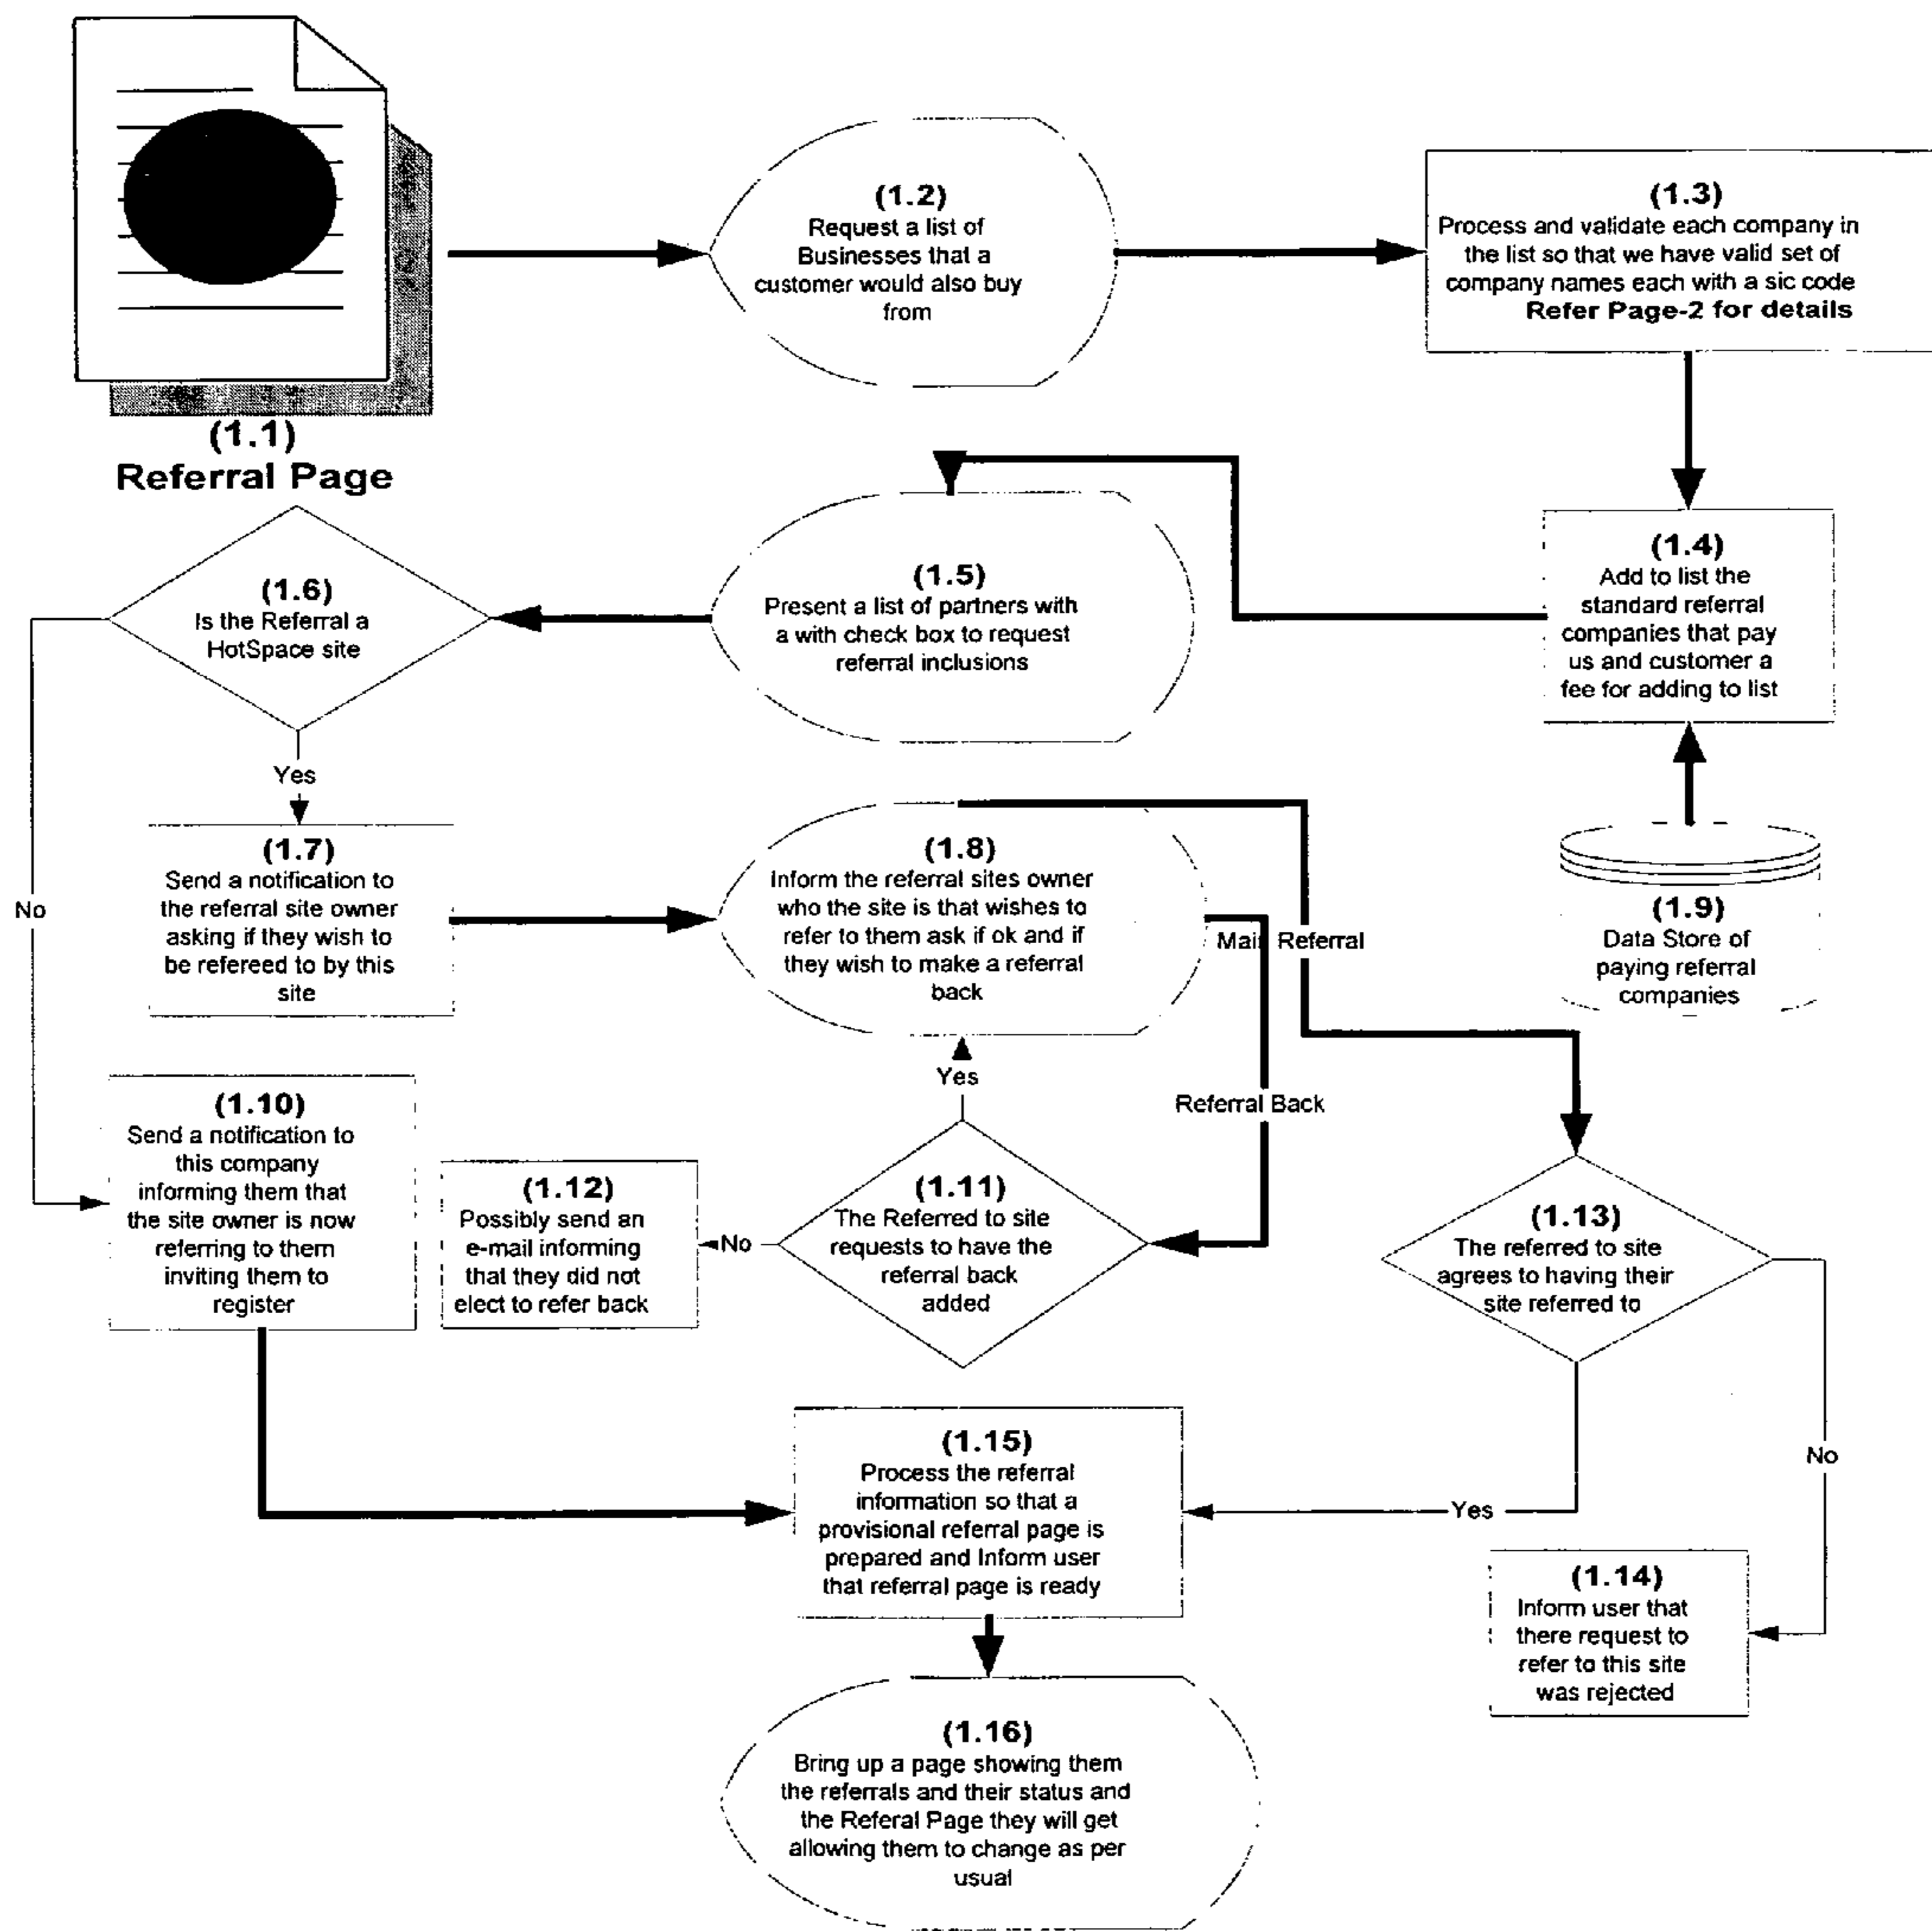 (1.1)
Referral Page
(1.2)
Request a list of
Businesses that a
customer would also buy
from
(1.3)
Process and validate each company in
the list so that we have valid set of
company names each with a sic code
Refer Page-2 for details
(1.4)
Add to list the
standard referral
companies that pay
us and customer a
fee for adding to list
(1.5)
Present a list of partners with
a with check box to request
referral inclusions
(1.6)
Is the Referral a
HotSpace site
Yes
No
(1.7)
Send a notification to
the referral site owner
asking if they wish to
be refereed to by this
site
(1.8)
Inform the referral sites owner
who the site is that wishes to
refer to them ask if ok and if
they wish to make a referral
back
Main Referral
(1.9)
Data Store of
paying referral
companies
(1.10)
Send a notification to
this company
informing them that
the site owner is now
referring to them
inviting them to
register
Yes
Referral Back
(1.11)
The Referred to site
requests to have the
referral back
added
No
(1.12)
Possibly send an
e-mail informing
that they did not
elect to refer back
(1.13)
The referred to site
agrees to having their
site referred to
No
Yes
(1.14)
Inform user that
there request to
refer to this site
was rejected
(1.15)
Process the referral
information so that a
provisional referral page is
prepared and Inform user
that referral page is ready
(1.16)
Bring up a page showing them
the referrals and their status and
the Referal Page they will get
allowing them to change as per
usual